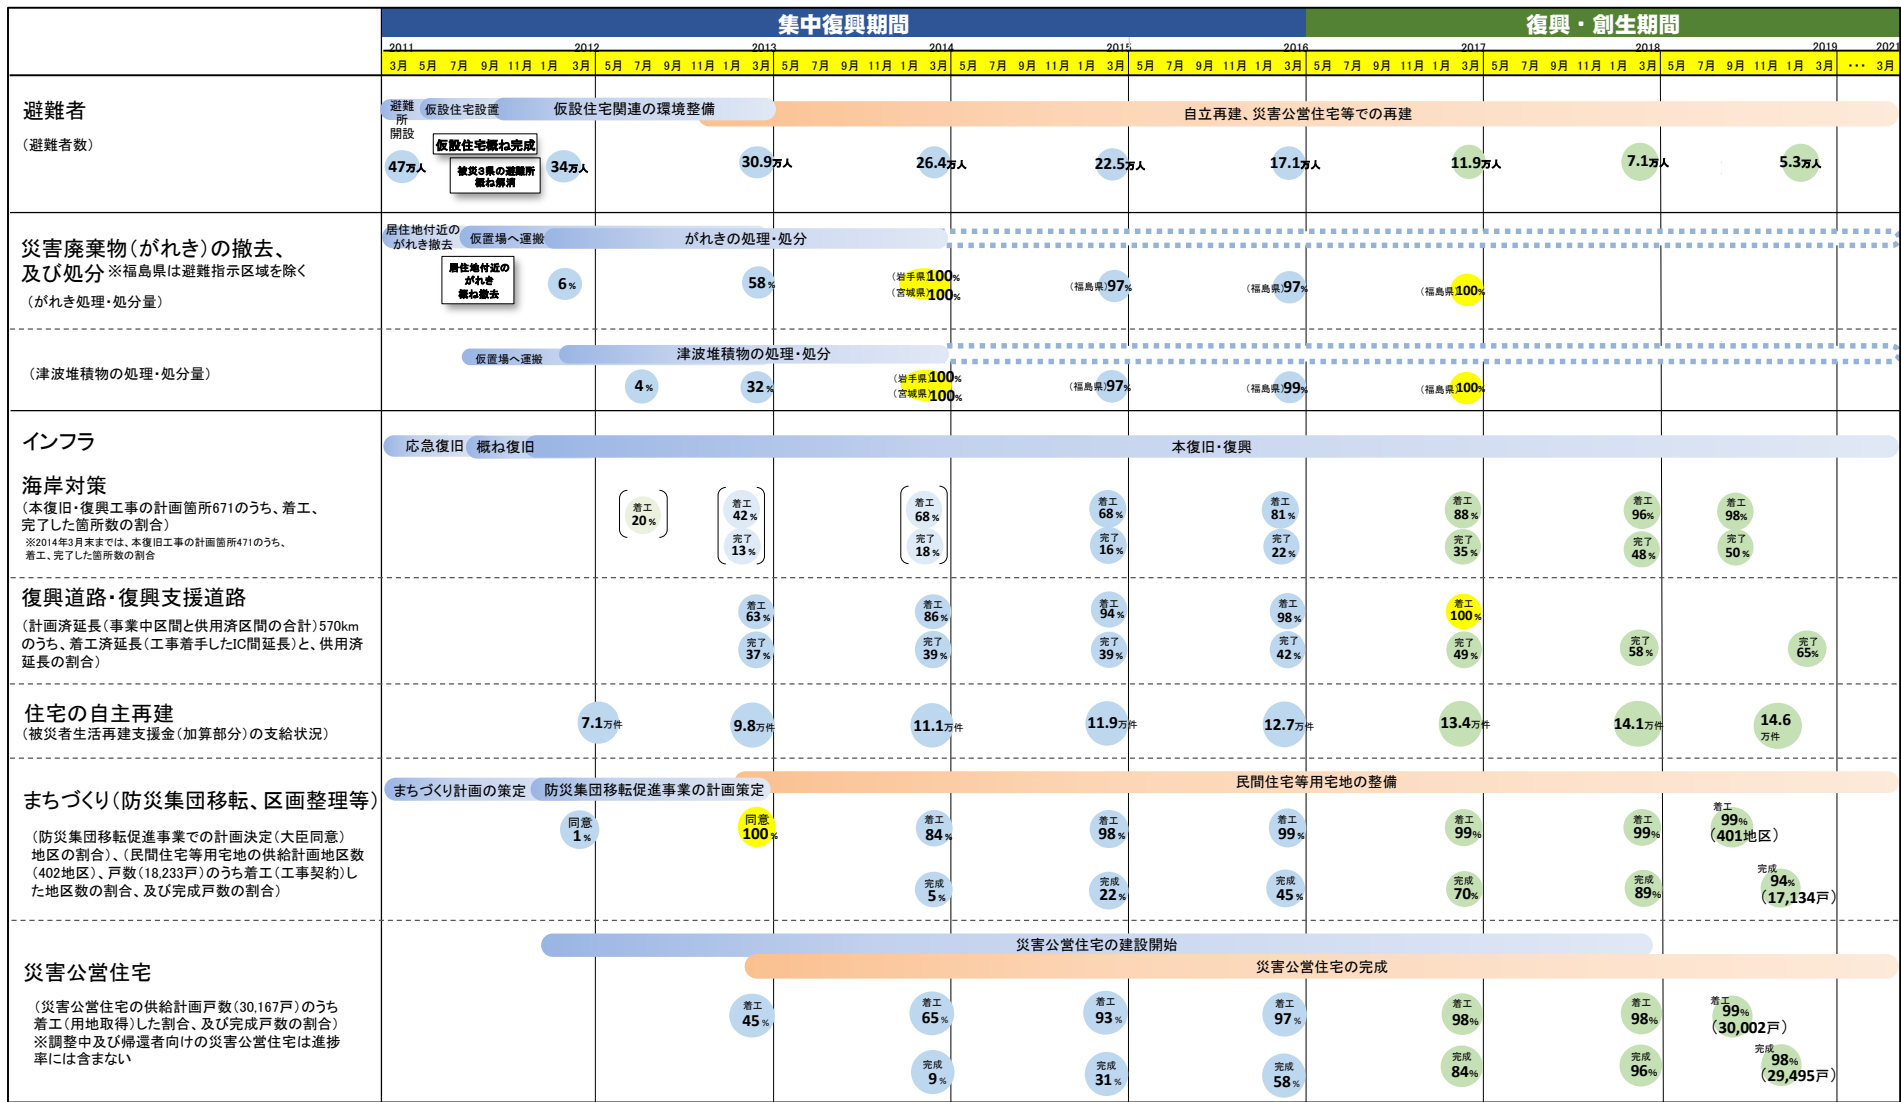 集中復興期間
復興・創生期間
2011 2012 2013 2014 2015 2016 2017 2018 2019 2021
3月 5月 7月 9月 11月 1月 3月 5月 7月 9月 11月 1月 3月 5月 7月 9月 11月 1月 3月 5月 7月 9月 11月 1月 3月 5月 7月 9月 11月 1月 3月 5月 7月 9月 11月 1月 3月 5月 7月 9月 11月 1月 3月 5月 7月 9月 11月 1月 3月 … 3月
避難者
(避難者数)
避難
所
開設
仮設住宅設置
仮設住宅関連の環境整備
自立再建、災害公営住宅等での再建
仮設住宅概ね完成
被災3県の避難所
概ね解消
47万人 34万人 30.9万人 26.4万人 22.5万人 17.1万人 11.9万人 7.1万人 5.3万人
災害廃棄物(がれき)の撤去、
及び処分 ※福島県は避難指示区域を除く
(がれき処理・処分量)
居住地付近の
がれき撤去
仮置場へ運搬
がれきの処理・処分
居住地付近の
がれき
概ね撤去
6% 58% (岩手県)100%
(宮城県)100%
(福島県)97% (福島県)97% (福島県)100%
(津波堆積物の処理・処分量)
仮置場へ運搬
津波堆積物の処理・処分
4% 32% (岩手県)100%
(宮城県)100%
(福島県)97% (福島県)99% (福島県)100%
インフラ
応急復旧 概ね復旧 本復旧・復興
海岸対策
(本復旧・復興工事の計画箇所671のうち、着工、
完了した箇所数の割合)
※2014年3月末までは、本復旧工事の計画箇所471のうち、
着工、完了した箇所数の割合
着工 着工 着工 着工 着工 着工 着工 着工
20% 42% 68% 68% 81% 88% 96% 98%
完了 完了 完了 完了 完了 完了 完了
13% 18% 16% 22% 35% 48% 50%
復興道路・復興支援道路
(計画済延長(事業中区間と供用済区間の合計)570km
のうち、着工済延長(工事着手したIC間延長)と、供用済
延長の割合)
着工 着工 着工 着工 着工
63% 86% 94% 98% 100%
完了 完了 完了 完了 完了 完了 完了
37% 39% 39% 42% 49% 58% 65%
住宅の自主再建
(被災者生活再建支援金(加算部分)の支給状況)
7.1万件 9.8万件 11.1万件 11.9万件 12.7万件 13.4万件 14.1万件 14.6
万件
まちづくり(防災集団移転、区画整理等)
(防災集団移転促進事業での計画決定(大臣同意)
地区の割合)、(民間住宅等用宅地の供給計画地区数
(402地区)、戸数(18,233戸)のうち着工(工事契約)し
た地区数の割合、及び完成戸数の割合)
まちづくり計画の策定
防災集団移転促進事業の計画策定
民間住宅等用宅地の整備
同意 同意 着工 着工 着工 着工 着工 着工
1% 100% 84% 98% 99% 99% 99% 99%
(401地区)
完成 完成 完成 完成 完成 完成
5% 22% 45% 70% 89% 94%
(17,134戸)
災害公営住宅
(災害公営住宅の供給計画戸数(30,167戸)のうち
着工(用地取得)した割合、及び完成戸数の割合)
※調整中及び帰還者向けの災害公営住宅は進捗
率には含まない
災害公営住宅の建設開始
災害公営住宅の完成
着工 着工 着工 着工 着工 着工 着工
45% 65% 93% 97% 98% 98% 99%
(30,002戸)
完成 完成 完成 完成 完成 完成
9% 31% 58% 84% 96% 98%
(29,495戸)